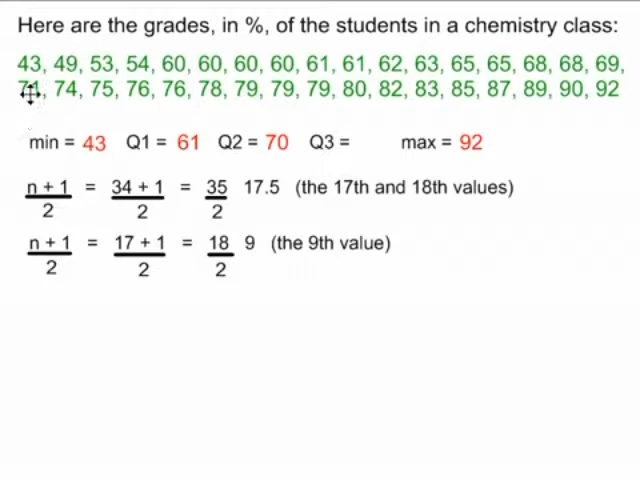 Here are the grades, in %, of the students in a chemistry class:
43, 49, 53, 54, 60, 60, 60, 60, 61, 61, 62, 63, 65, 65, 68, 68, 69,
71, 74, 75, 76, 76, 78, 79, 79, 79, 80, 82, 83, 85, 87, 89, 90, 92
min = 43 Q1 = 61 Q2 = 70 Q3 = max = 92
n + 1 = 34 + 1 = 35 17.5 (the 17th and 18th values)
2 2 2
n + 1 = 17 + 1 = 18 9 (the 9th value)
2 2 2